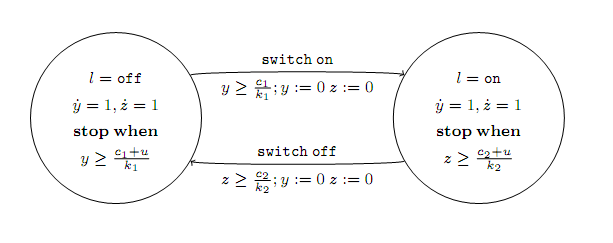 l = off
ẏ = 1, ż = 1
stop when
y ≥ (c₁+u)/k₁
switch on
y ≥ c₁/k₁; y := 0 z := 0
switch off
z ≥ c₂/k₂; y := 0 z := 0
l = on
ẏ = 1, ż = 1
stop when
z ≥ (c₂+u)/k₂